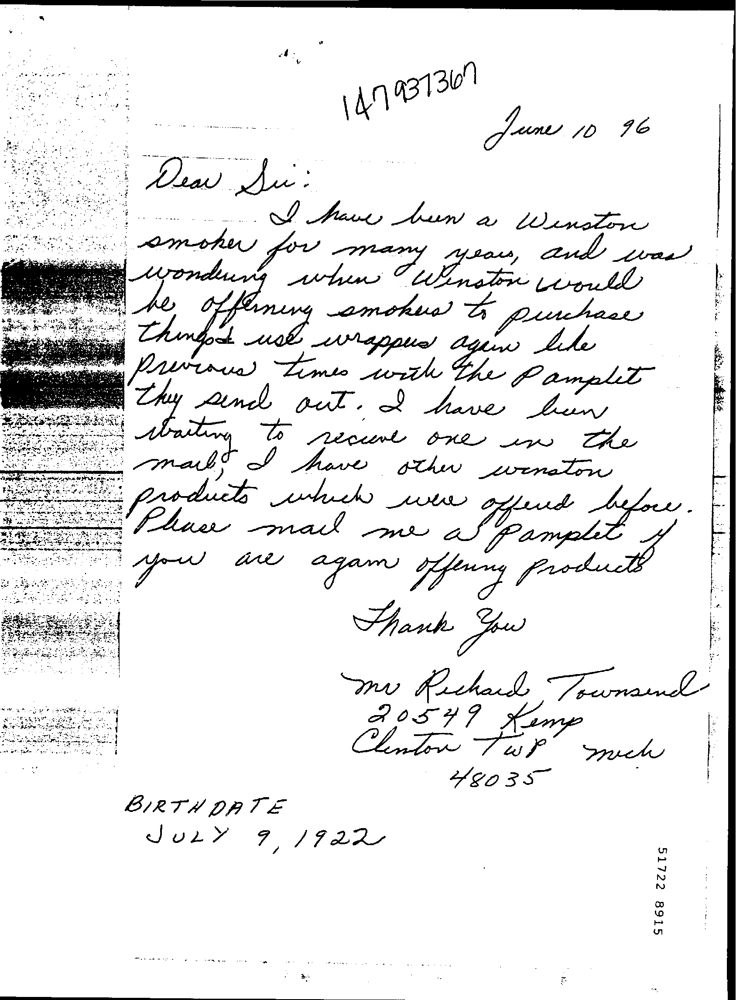 147937367
June 10 96
Dear Sir:
I have been a Winston
smoker for many years, and was
wondering when Winston would
be offerning smokers to purchase
things & use wrappers again like
previous times with the Pamplet
they send out. I have been
waiting to recieve one in the
mail, I have other winston
products which were offered before.
Please mail me a Pamplet if
you are again offering products
Thank You
Mr Richard Townsend
20549 Kemp
Clinton Twp Mich
48035
BIRTHDATE
JULY 9, 1922
51722 8915